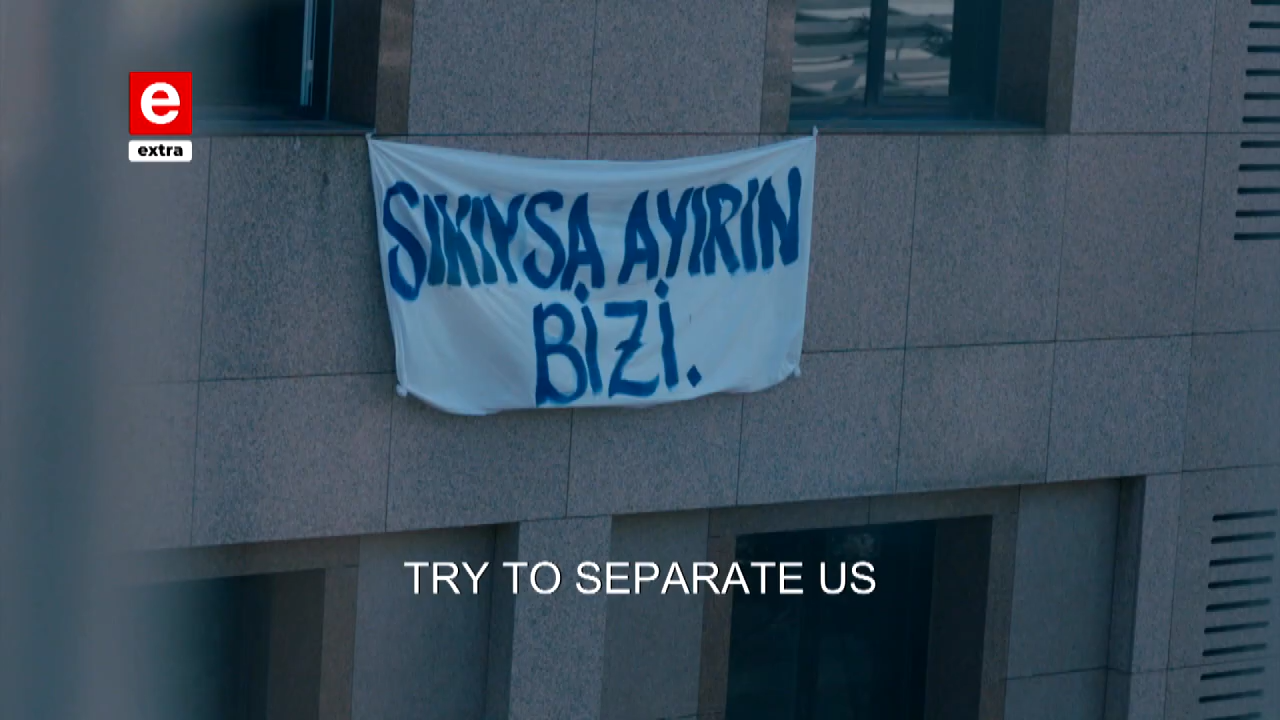 e
extra
SIKIYSA AYIRIN
BİZİ.
TRY TO SEPARATE US